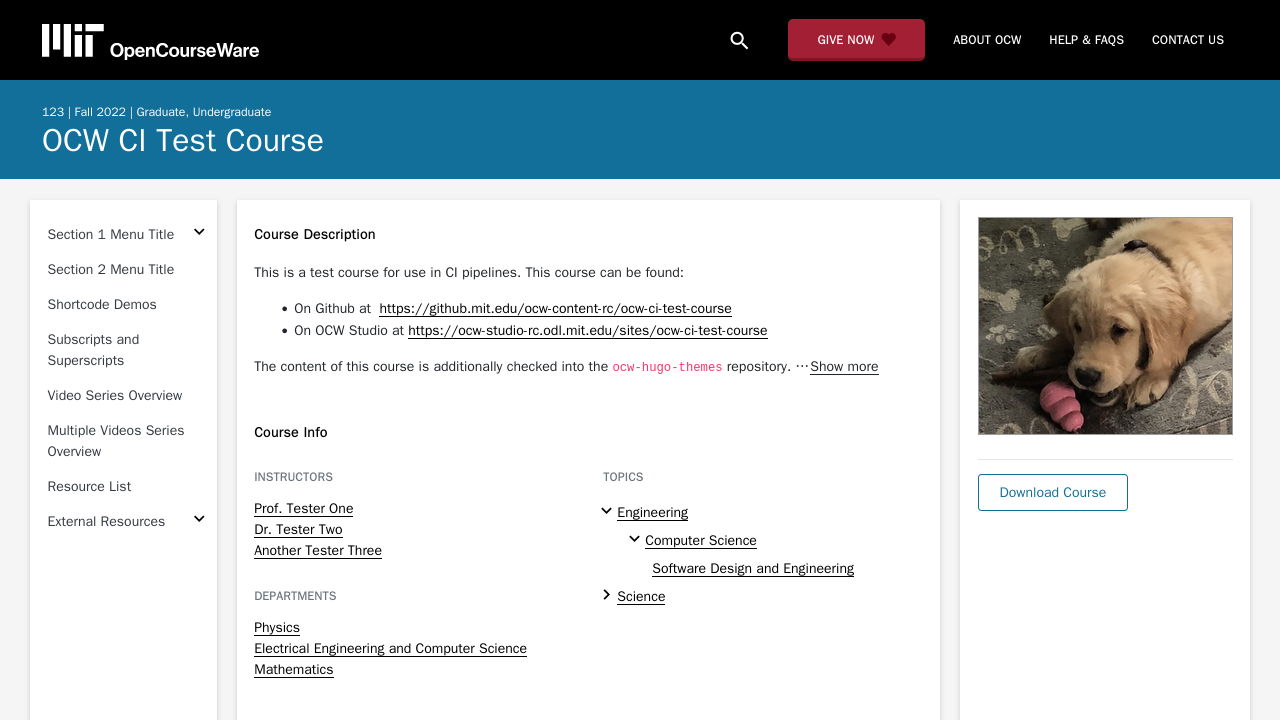 MIT OpenCourseWare
GIVE NOW
ABOUT OCW
HELP & FAQS
CONTACT US
123 | Fall 2022 | Graduate, Undergraduate
OCW CI Test Course
Section 1 Menu Title
Section 2 Menu Title
Shortcode Demos
Subscripts and
Superscripts
Video Series Overview
Multiple Videos Series
Overview
Resource List
External Resources
Course Description
This is a test course for use in CI pipelines. This course can be found:
• On Github at https://github.mit.edu/ocw-content-rc/ocw-ci-test-course
• On OCW Studio at https://ocw-studio-rc.odl.mit.edu/sites/ocw-ci-test-course
The content of this course is additionally checked into the ocw-hugo-themes repository. …Show more
Course Info
INSTRUCTORS
Prof. Tester One
Dr. Tester Two
Another Tester Three
DEPARTMENTS
Physics
Electrical Engineering and Computer Science
Mathematics
TOPICS
Engineering
Computer Science
Software Design and Engineering
Science
Download Course